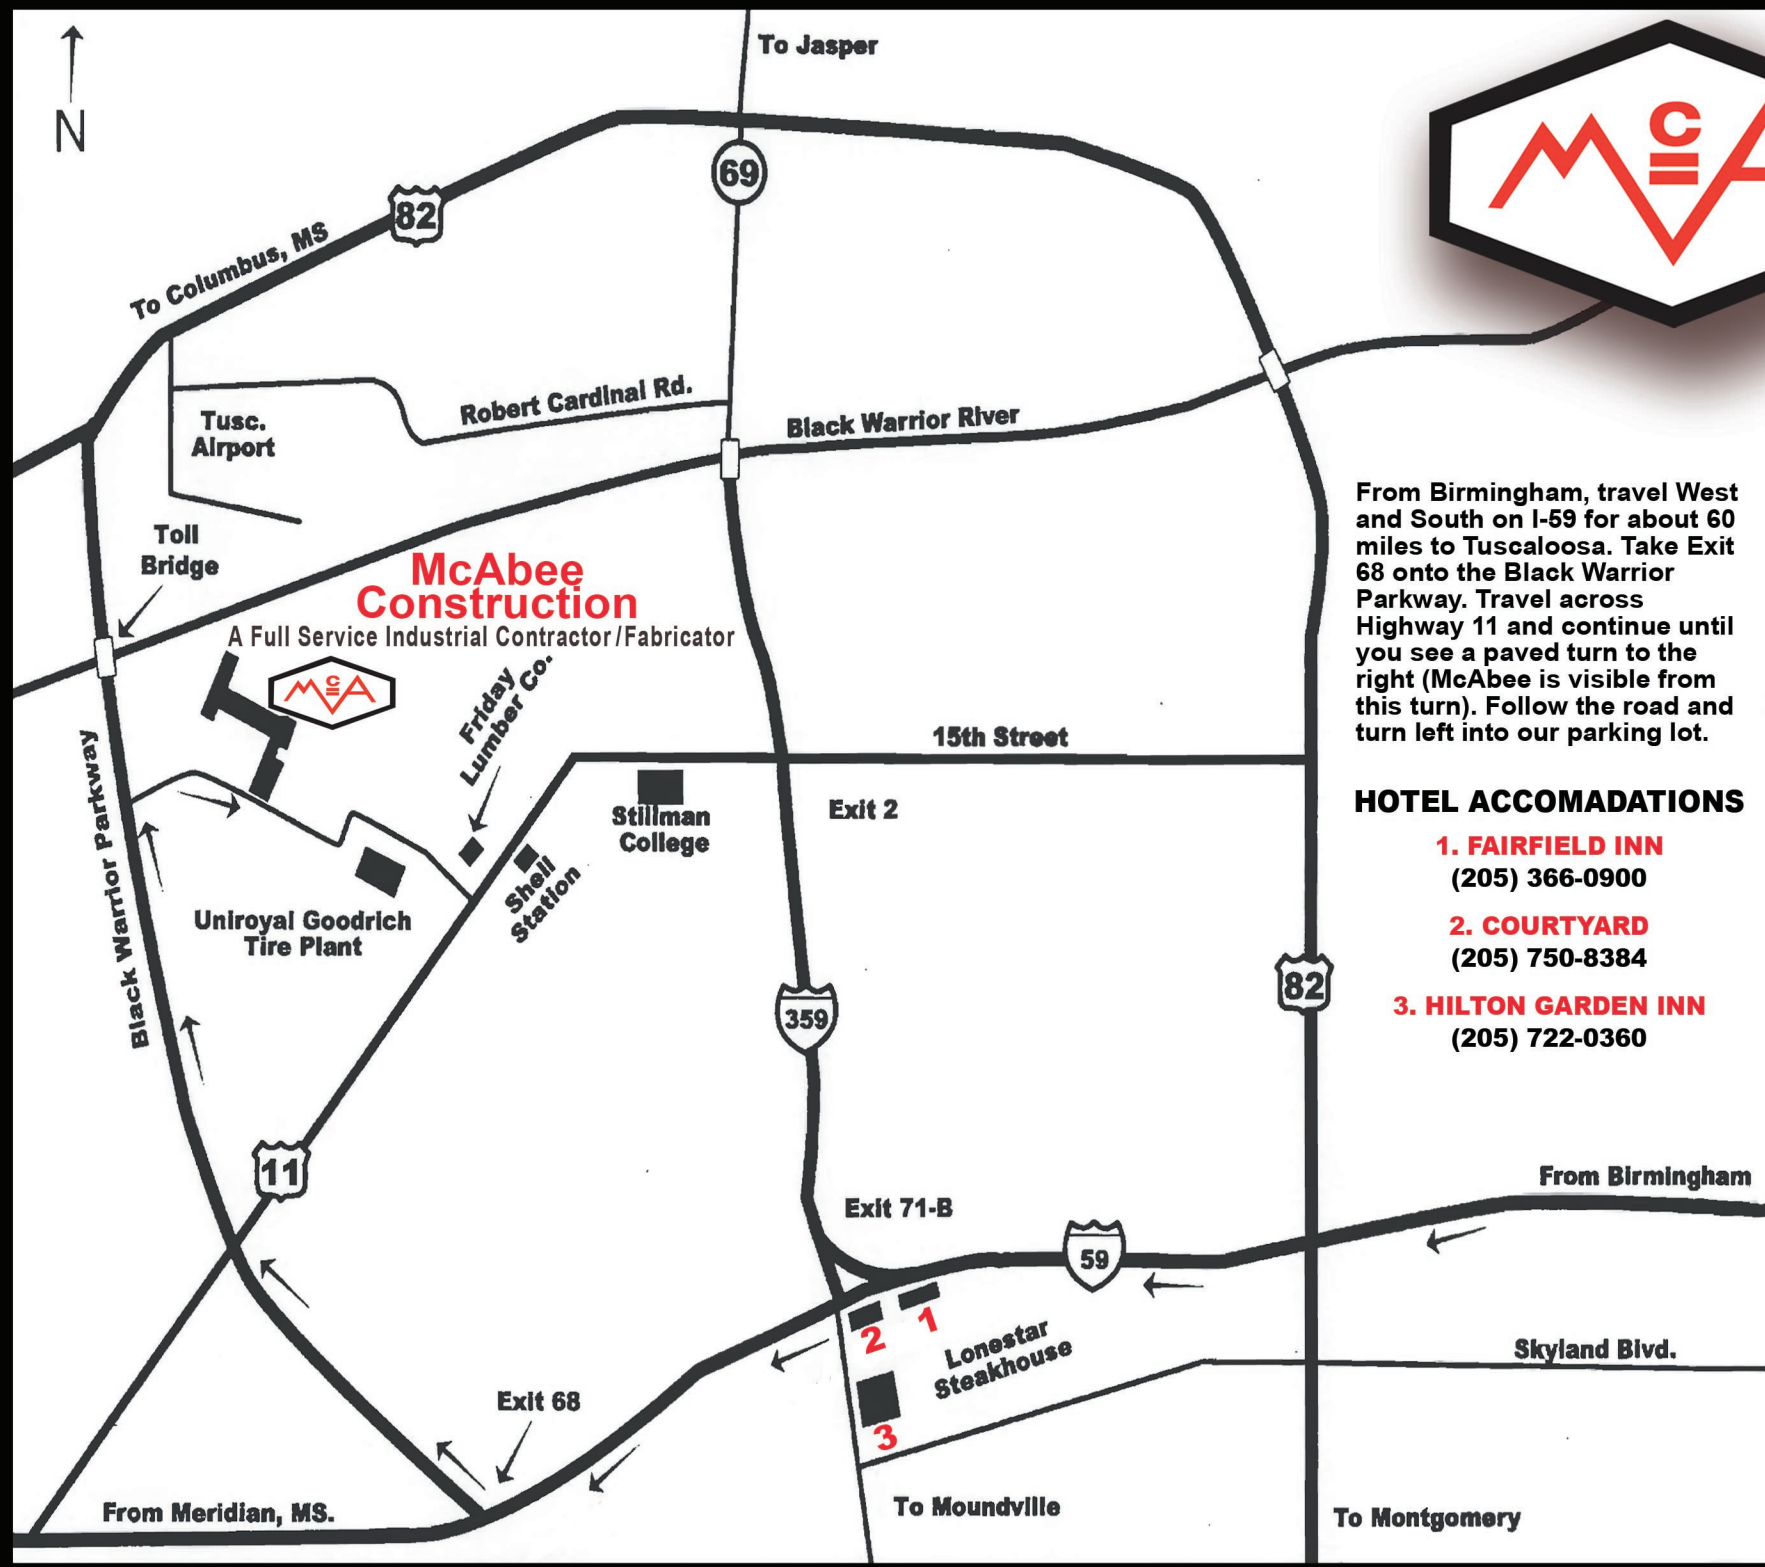 To Jasper
N
69
82
To Columbus, MS
Robert Cardinal Rd.
Tusc.
Airport
Black Warrior River
Toll
Bridge
McAbee
Construction
A Full Service Industrial Contractor/Fabricator
McA
McA
Friday
Lumber Co.
Black Warrior Parkway
15th Street
Stillman
College
Exit 2
Shell
Station
Uniroyal Goodrich
Tire Plant
359
82
11
Exit 71-B
59
From Birmingham
1
2
3
Lonestar
Steakhouse
Skyland Blvd.
Exit 68
From Meridian, MS.
To Moundville
To Montgomery
From Birmingham, travel West
and South on I-59 for about 60
miles to Tuscaloosa. Take Exit
68 onto the Black Warrior
Parkway. Travel across
Highway 11 and continue until
you see a paved turn to the
right (McAbee is visible from
this turn). Follow the road and
turn left into our parking lot.
HOTEL ACCOMADATIONS
1. FAIRFIELD INN
(205) 366-0900
2. COURTYARD
(205) 750-8384
3. HILTON GARDEN INN
(205) 722-0360